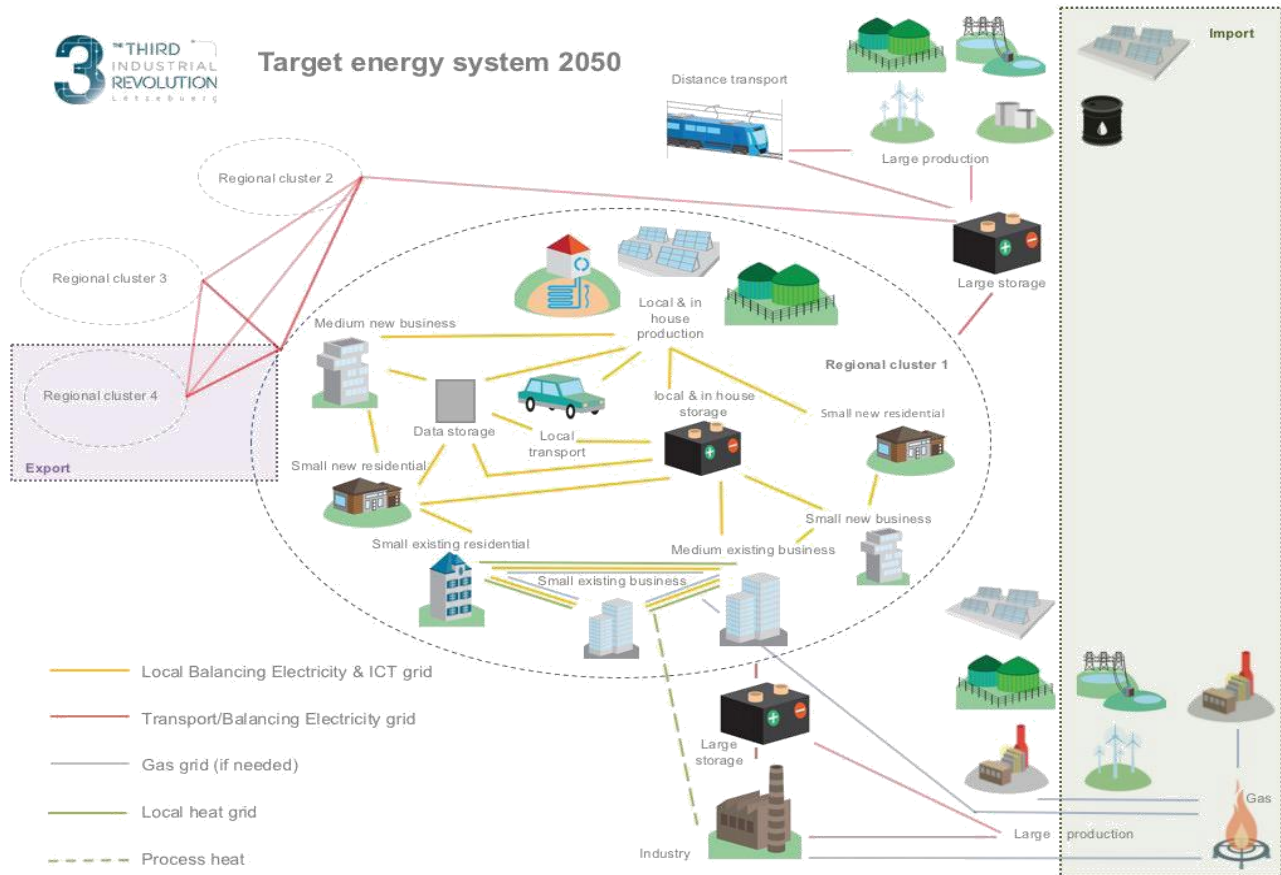 3 THE THIRD
INDUSTRIAL
REVOLUTION
Lëtzebuerg
Target energy system 2050
Import
Distance transport
Large production
Regional cluster 2
Large storage
Regional cluster 3
Local & in
house
production
Medium new business
Regional cluster 1
Regional cluster 4
local & in house
storage
Small new residential
Data storage
Local
transport
Export
Small new residential
Small new business
Small existing residential
Medium existing business
Small existing business
Local Balancing Electricity & ICT grid
Transport/Balancing Electricity grid
Large
storage
Gas grid (if needed)
Gas
Local heat grid
Large production
Industry
Process heat